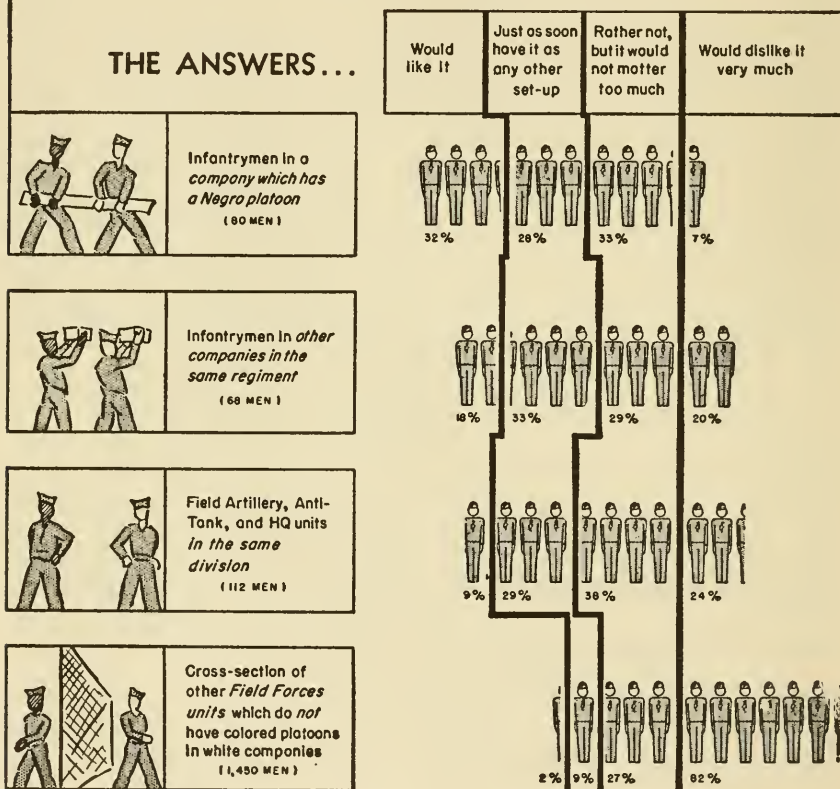 THE ANSWERS...
Would
like it
Just as soon
have it as
any other
set-up
Rather not,
but it would
not matter
too much
Would dislike it
very much
Infantrymen in a
company which has
a Negro platoon
(80 MEN)
32%
28%
33%
7%
Infantrymen in other
companies in the
same regiment
(68 MEN)
18%
33%
29%
20%
Field Artillery, Anti-
Tank, and HQ units
in the same
division
(112 MEN)
9%
29%
38%
24%
Cross-section of
other Field Forces
units which do not
have colored platoons
in white companies
(1,450 MEN)
2%
9%
27%
62%